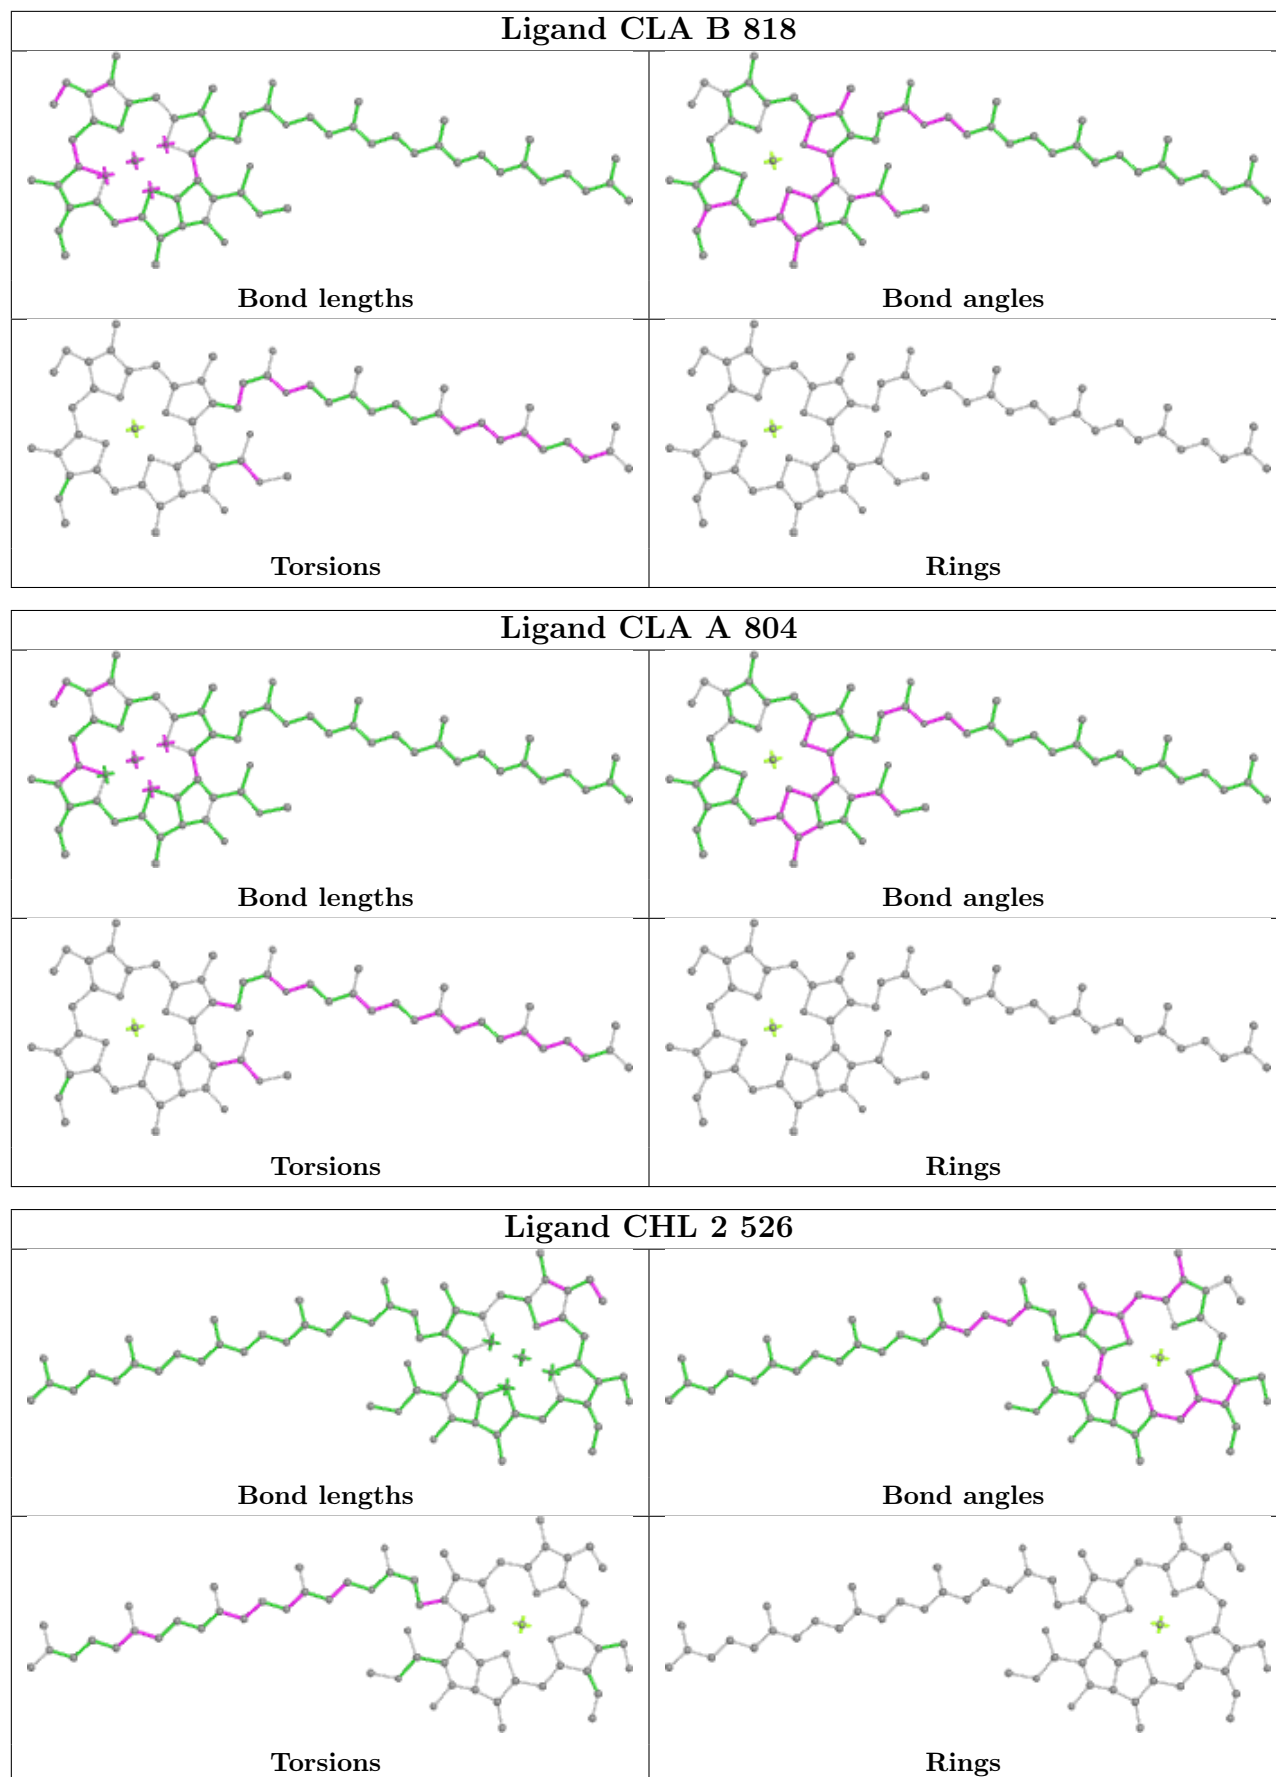 Ligand CLA B 818
Bond lengths
Bond angles
Torsions
Rings
Ligand CLA A 804
Bond lengths
Bond angles
Torsions
Rings
Ligand CHL 2 526
Bond lengths
Bond angles
Torsions
Rings